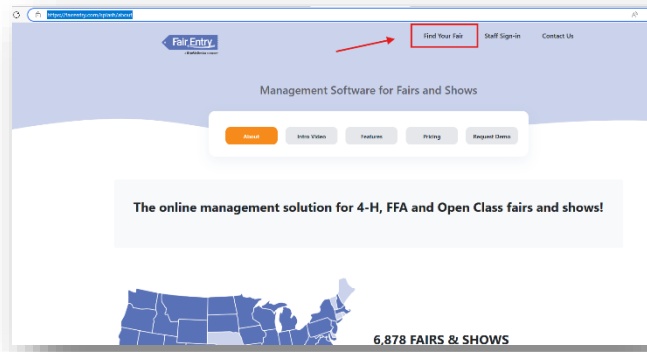 https://fairentry.com/splash/about
Find Your Fair
Staff Sign-in
Contact Us
Fair Entry
Management Software for Fairs and Shows
About
Intro Video
Features
Pricing
Request Demo
The online management solution for 4-H, FFA and Open Class fairs and shows!
6,878 FAIRS & SHOWS